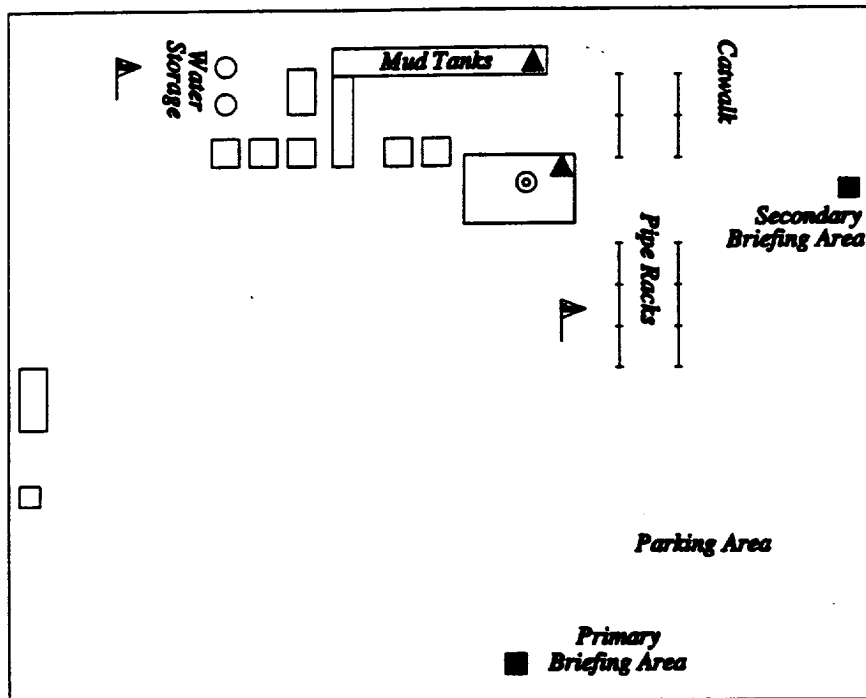 Water
Storage
Mud Tanks
Catwalk
Secondary
Briefing Area
Pipe Racks
Parking Area
Primary
Briefing Area